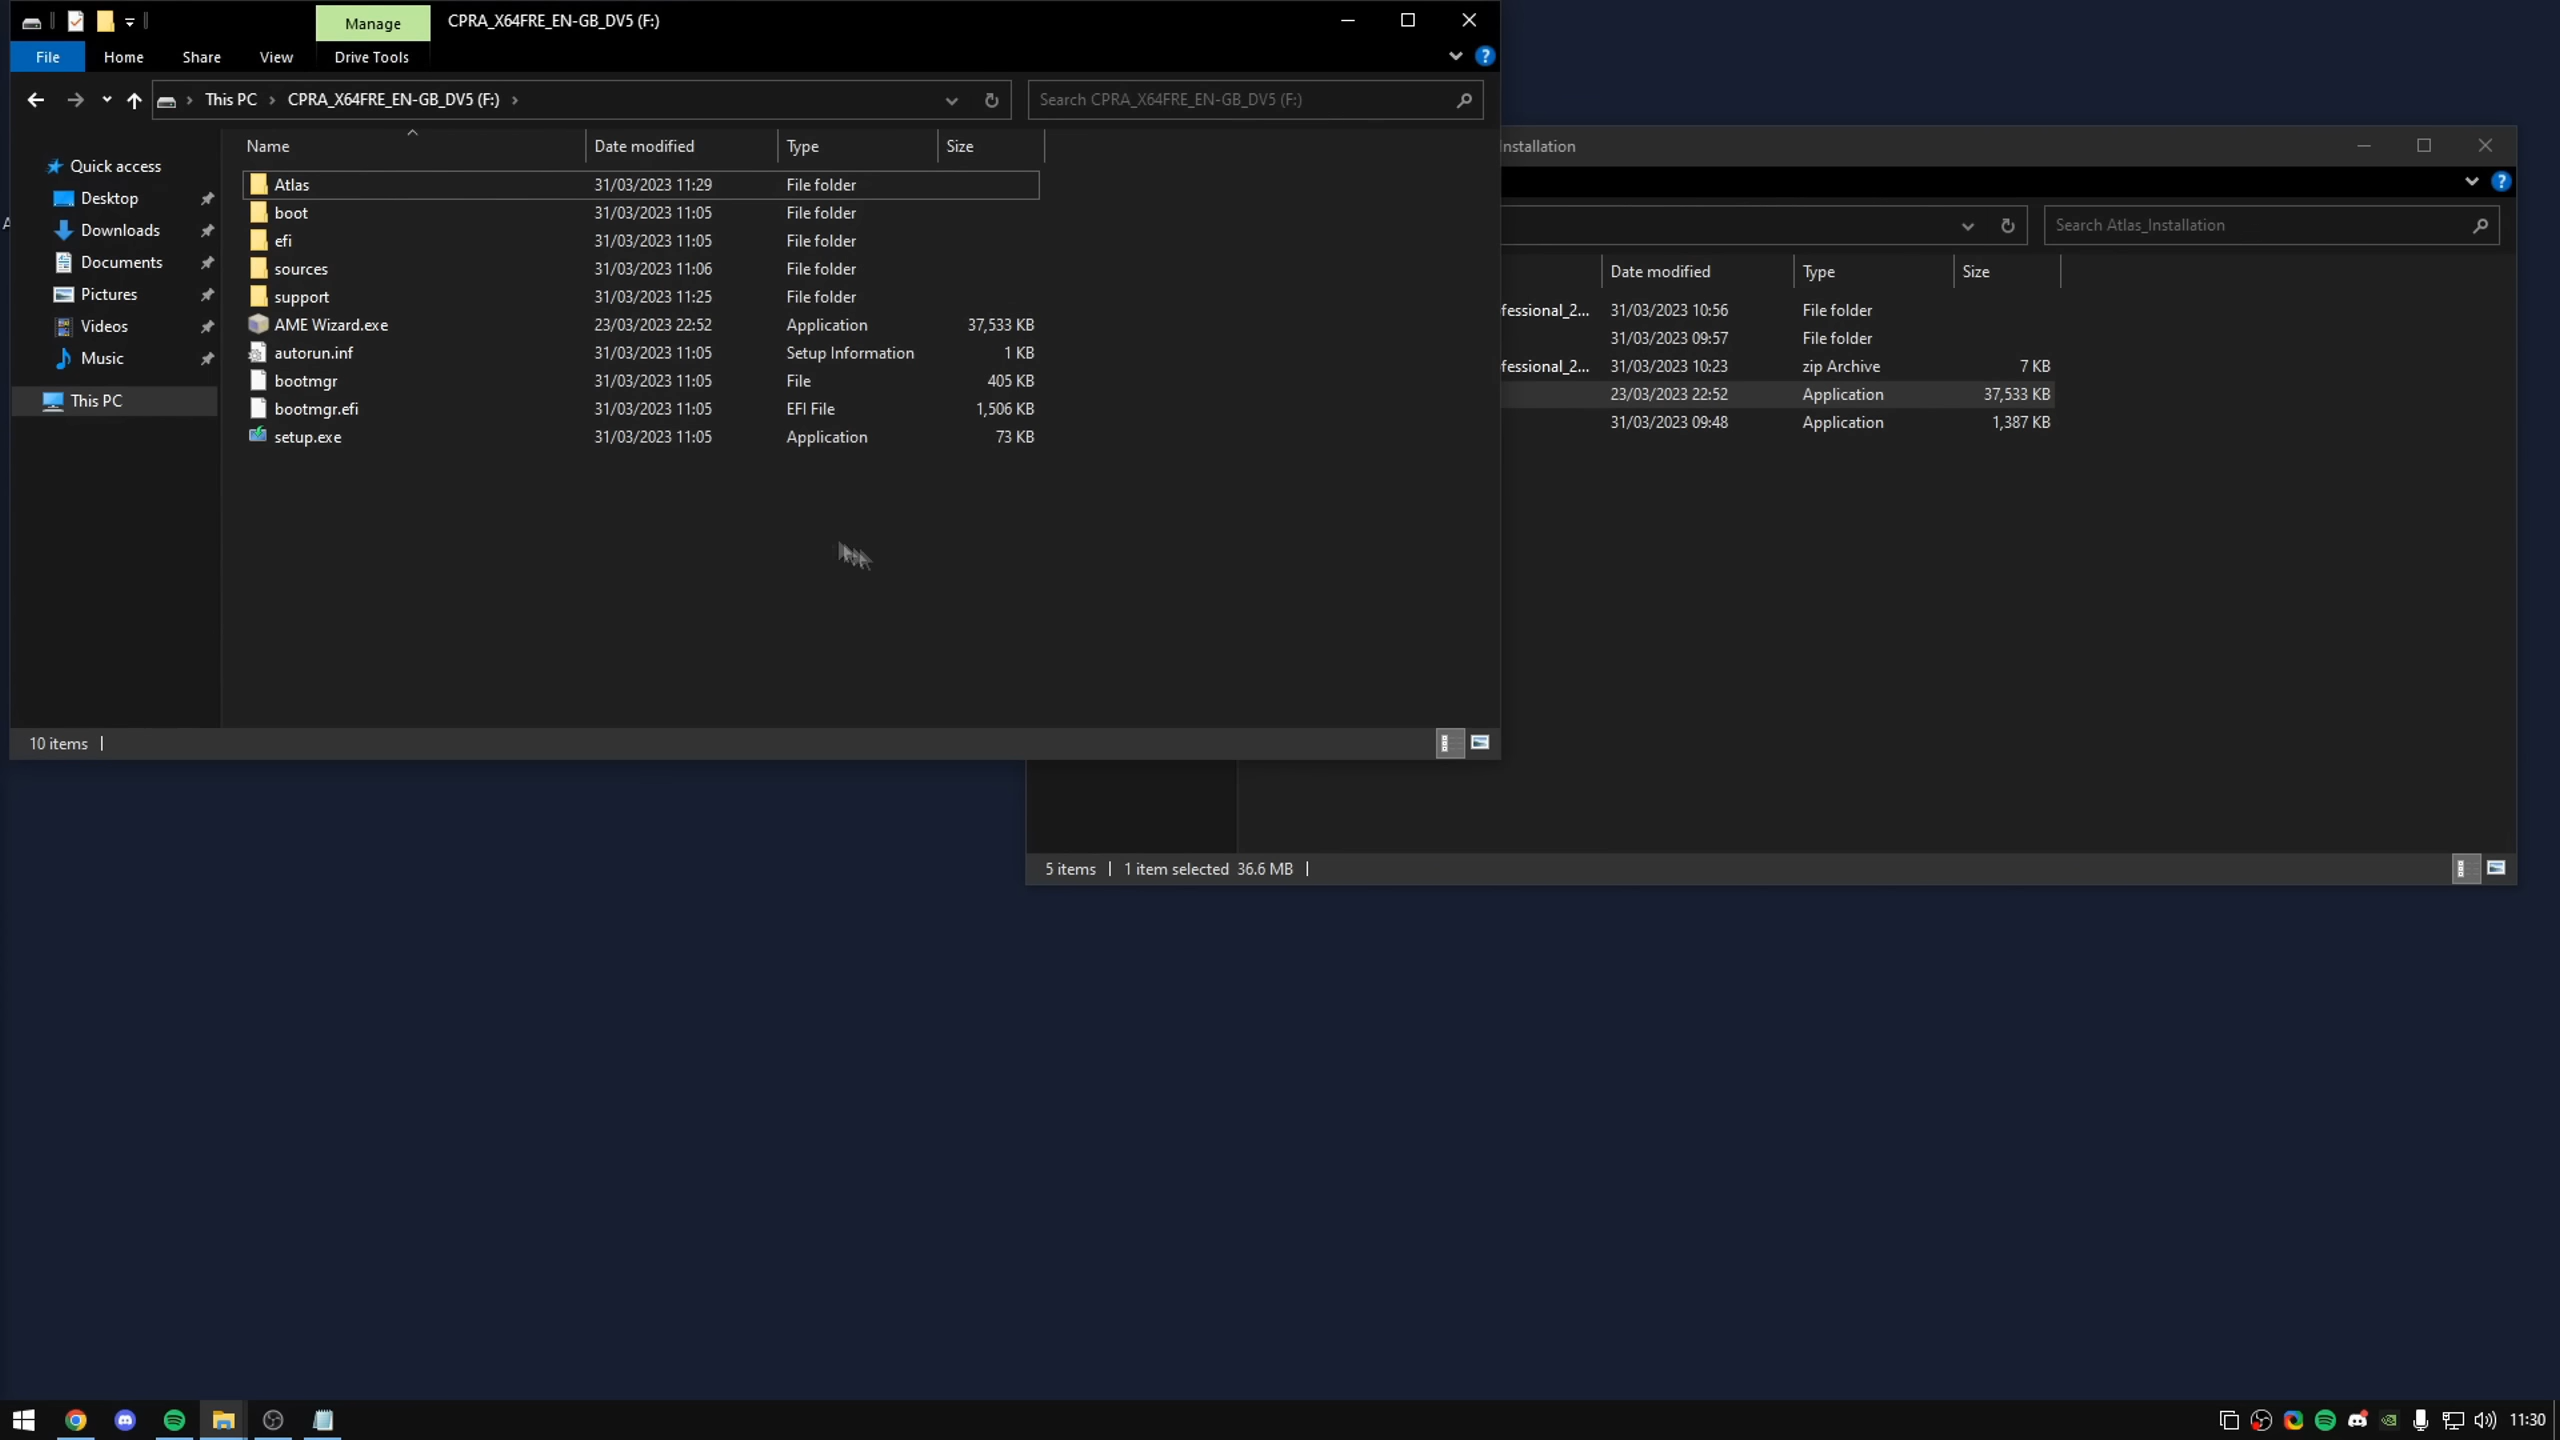 Manage
CPRA_X64FRE_EN-GB_DV5 (F:)
File Home Share View Drive Tools
This PC CPRA_X64FRE_EN-GB_DV5 (F:)
Search CPRA_X64FRE_EN-GB_DV5 (F:)
Name Date modified Type Size
Quick access
Desktop
Downloads
Documents
Pictures
Videos
Music
This PC
Atlas 31/03/2023 11:29 File folder
boot 31/03/2023 11:05 File folder
efi 31/03/2023 11:05 File folder
sources 31/03/2023 11:06 File folder
support 31/03/2023 11:25 File folder
AME Wizard.exe 23/03/2023 22:52 Application 37,533 KB
autorun.inf 31/03/2023 11:05 Setup Information 1 KB
bootmgr 31/03/2023 11:05 File 405 KB
bootmgr.efi 31/03/2023 11:05 EFI File 1,506 KB
setup.exe 31/03/2023 11:05 Application 73 KB
10 items
nstallation
Search Atlas_Installation
Date modified Type Size
fessional_2... 31/03/2023 10:56 File folder
31/03/2023 09:57 File folder
fessional_2... 31/03/2023 10:23 zip Archive 7 KB
23/03/2023 22:52 Application 37,533 KB
31/03/2023 09:48 Application 1,387 KB
5 items 1 item selected 36.6 MB
11:30